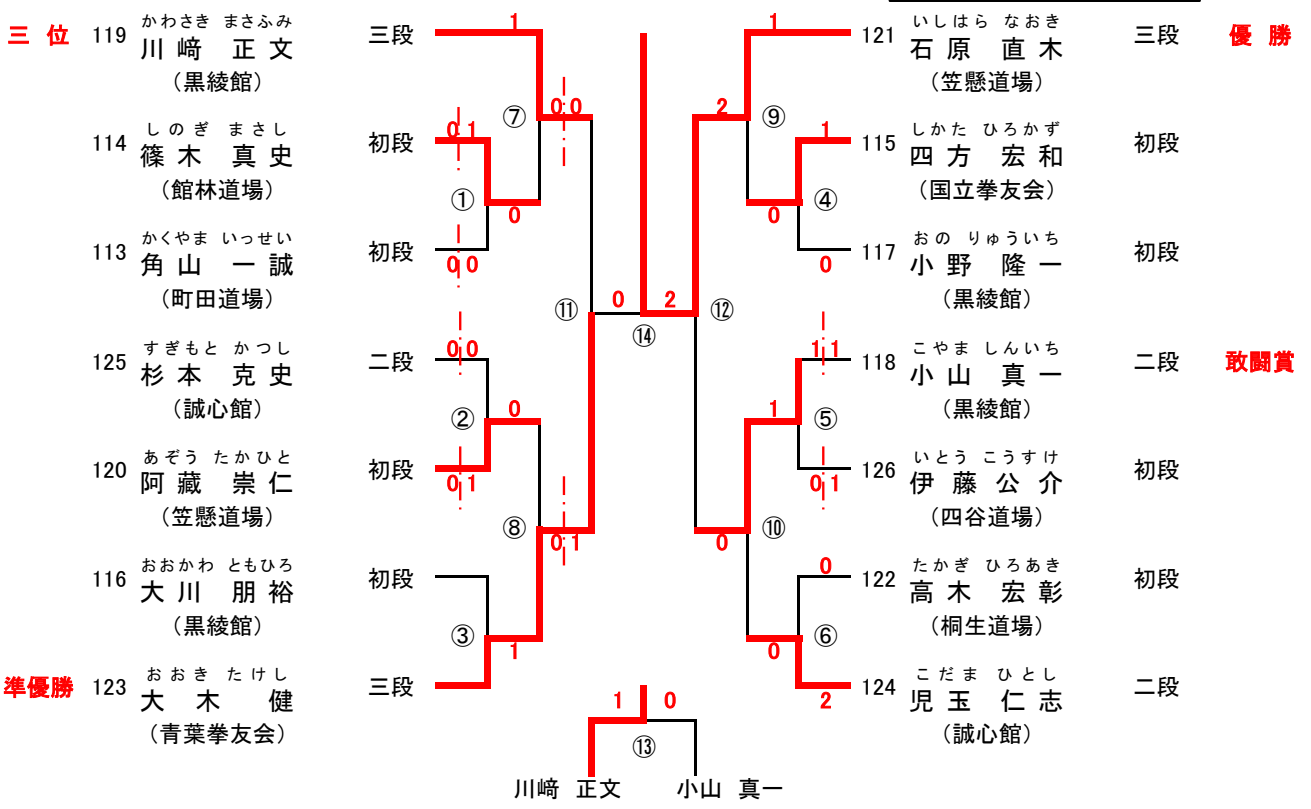 かわさき まさふみ
三 位 119 川 﨑 正 文 三段
（黒綾館）
1
⑦
0 0
しのぎ まさし
114 篠 木 真 史 初段
（館林道場）
0 1
①
0
かくやま いっせい
113 角 山 一 誠 初段
（町田道場）
0 0
⑪
0
すぎもと かつし
125 杉 本 克 史 二段
（誠心館）
0 0
②
0
あぞう たかひと
120 阿 藏 崇 仁 初段
（笠懸道場）
0 1
⑧
0 1
おおかわ ともひろ
116 大 川 朋 裕 初段
（黒綾館）
③
1
おおき たけし
準優勝 123 大 木 健 三段
（青葉拳友会）
⑭
1 0
⑬
川﨑 正文 小山 真一
いしはら なおき
121 石 原 直 木 三段 優 勝
（笠懸道場）
1
2
⑨
しかた ひろかず
115 四 方 宏 和 初段
（国立拳友会）
1
④
0
おの りゅういち
117 小 野 隆 一 初段
（黒綾館）
0
2
⑫
こやま しんいち
118 小 山 真 一 二段 敢闘賞
（黒綾館）
1 1
1
⑤
いとう こうすけ
126 伊 藤 公 介 初段
（四谷道場）
0 1
0
⑩
たかぎ ひろあき
122 高 木 宏 彰 初段
（桐生道場）
0
⑥
0
こだま ひとし
124 児 玉 仁 志 二段
（誠心館）
2